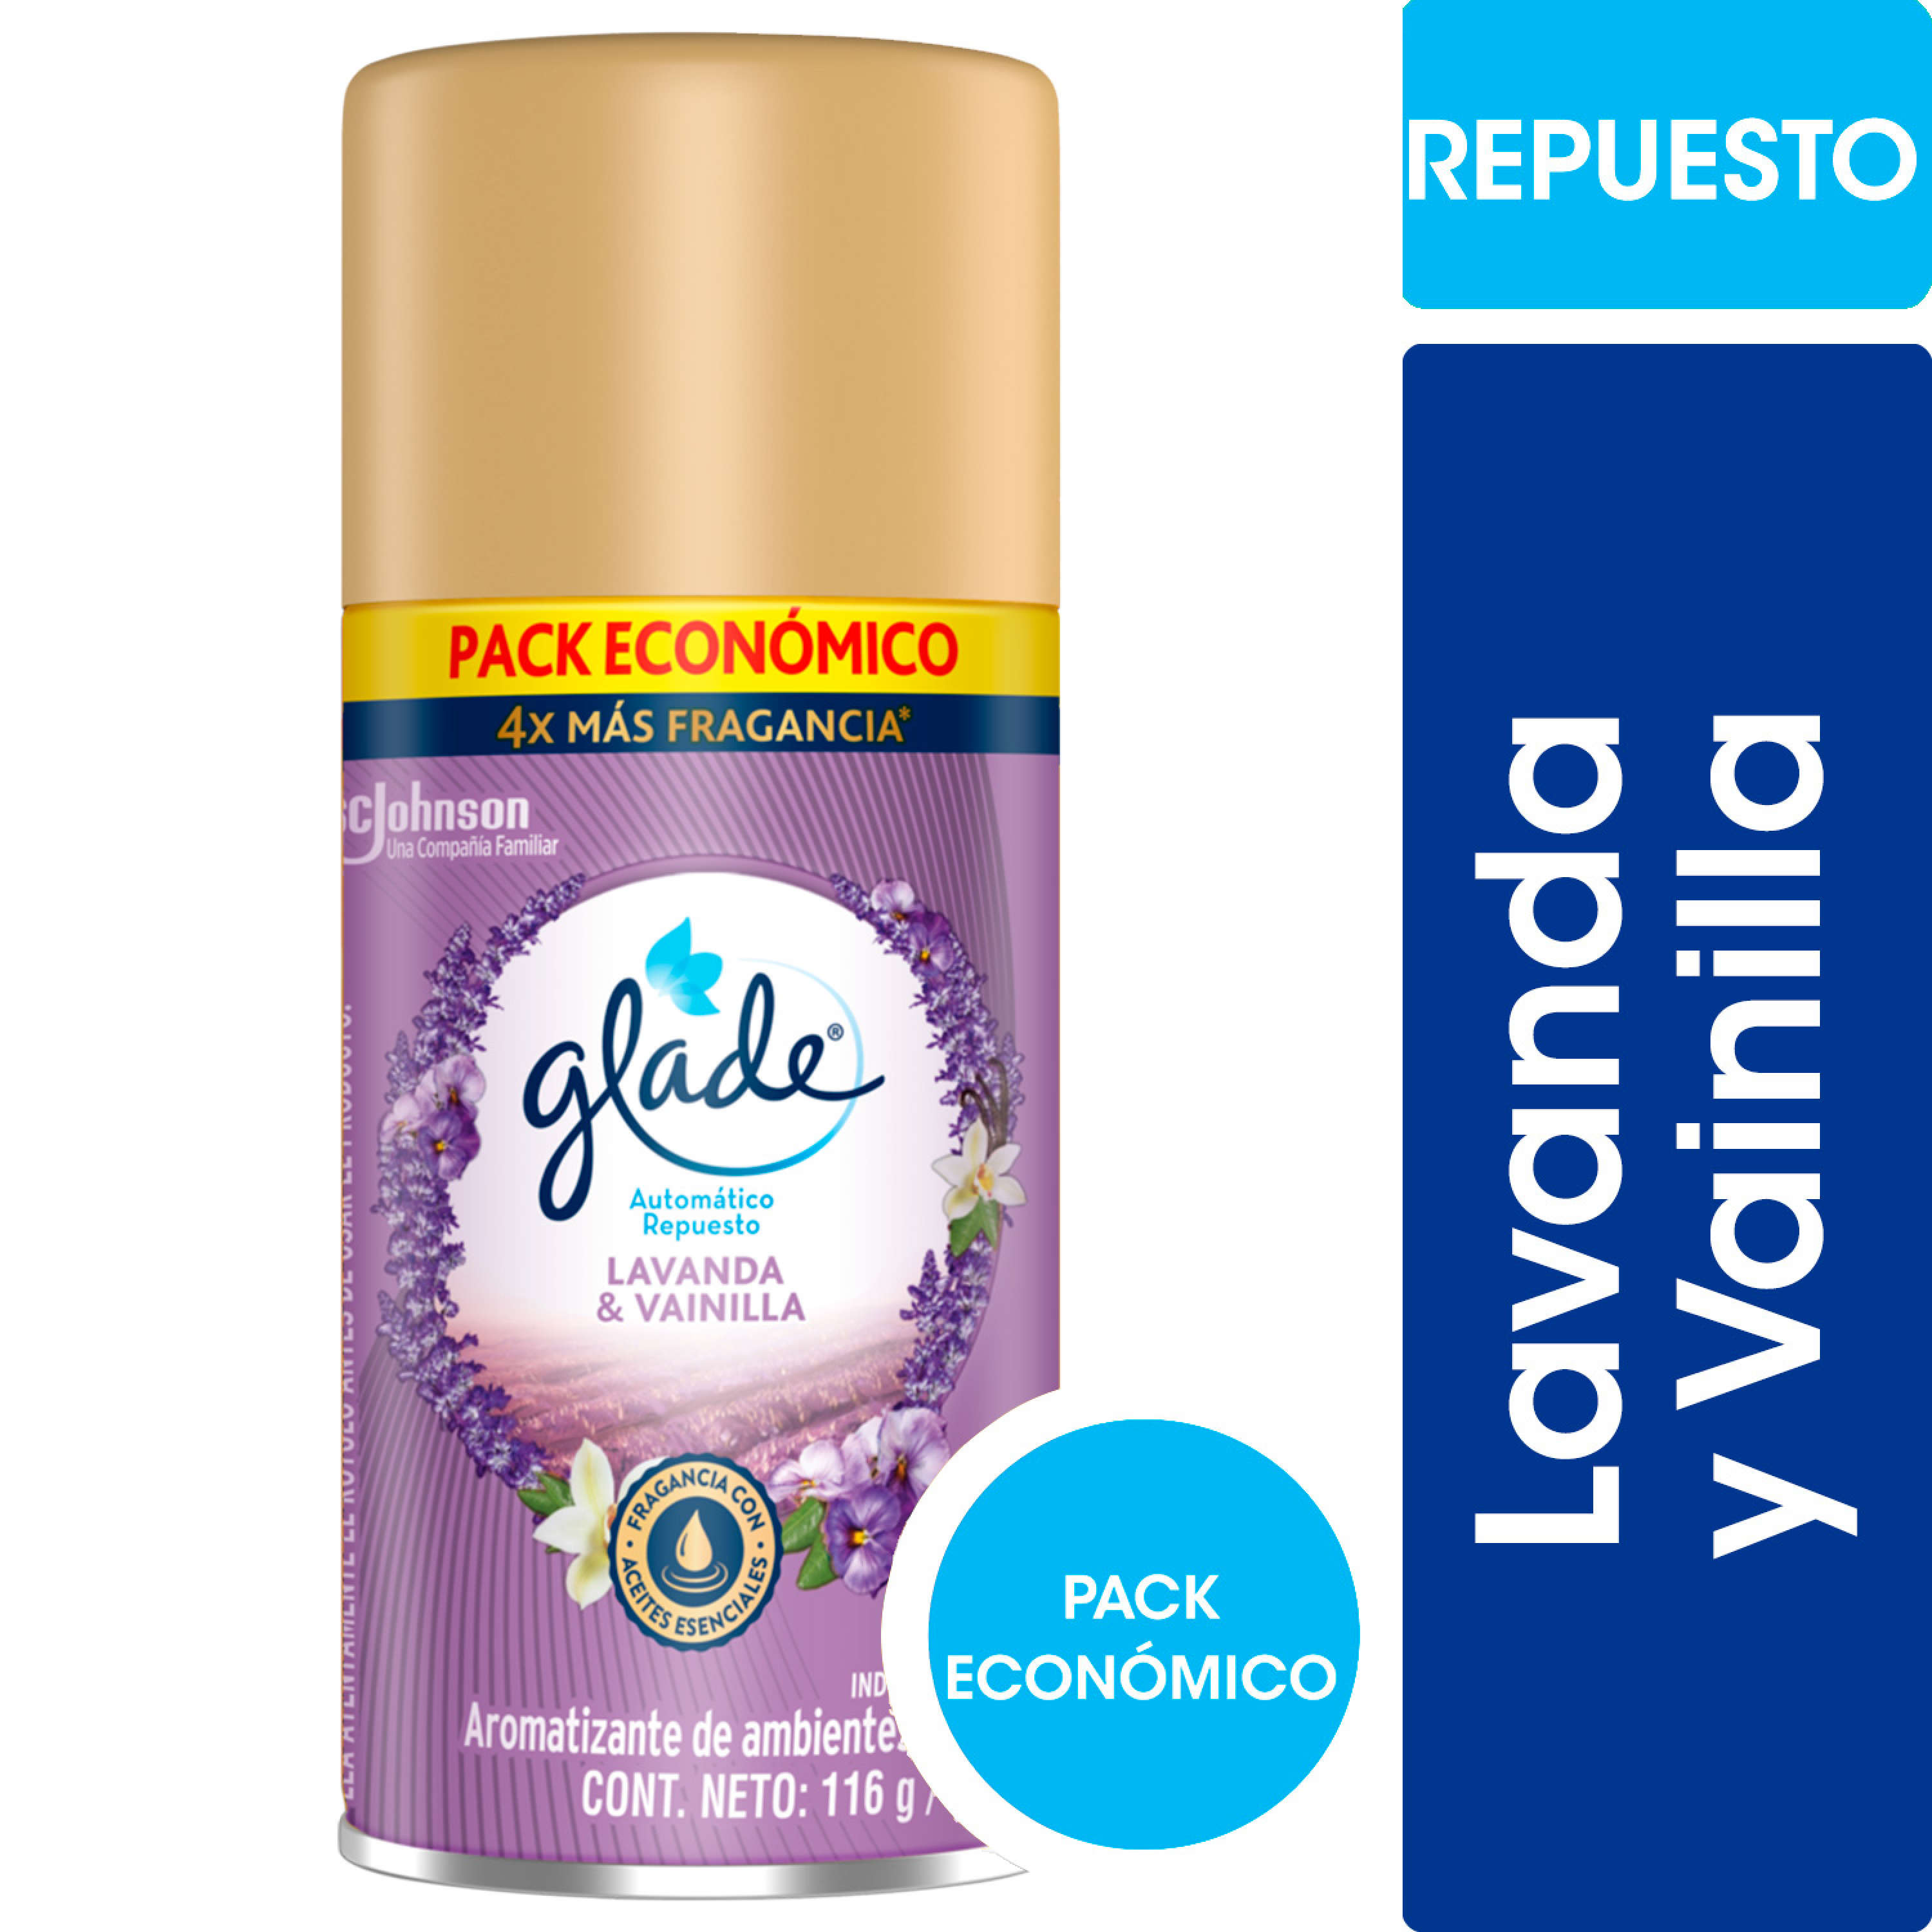 REPUESTO
Lavanda
y Vainilla
PACK ECONÓMICO
4X MÁS FRAGANCIA*
scJohnson
Una Compañía Familiar
glade®
Automático
Repuesto
LAVANDA
& VAINILLA
FRAGANCIA CON
ACEITES ESENCIALES
Aromatizante de ambientes
CONT. NETO: 116 g /
PACK
ECONÓMICO